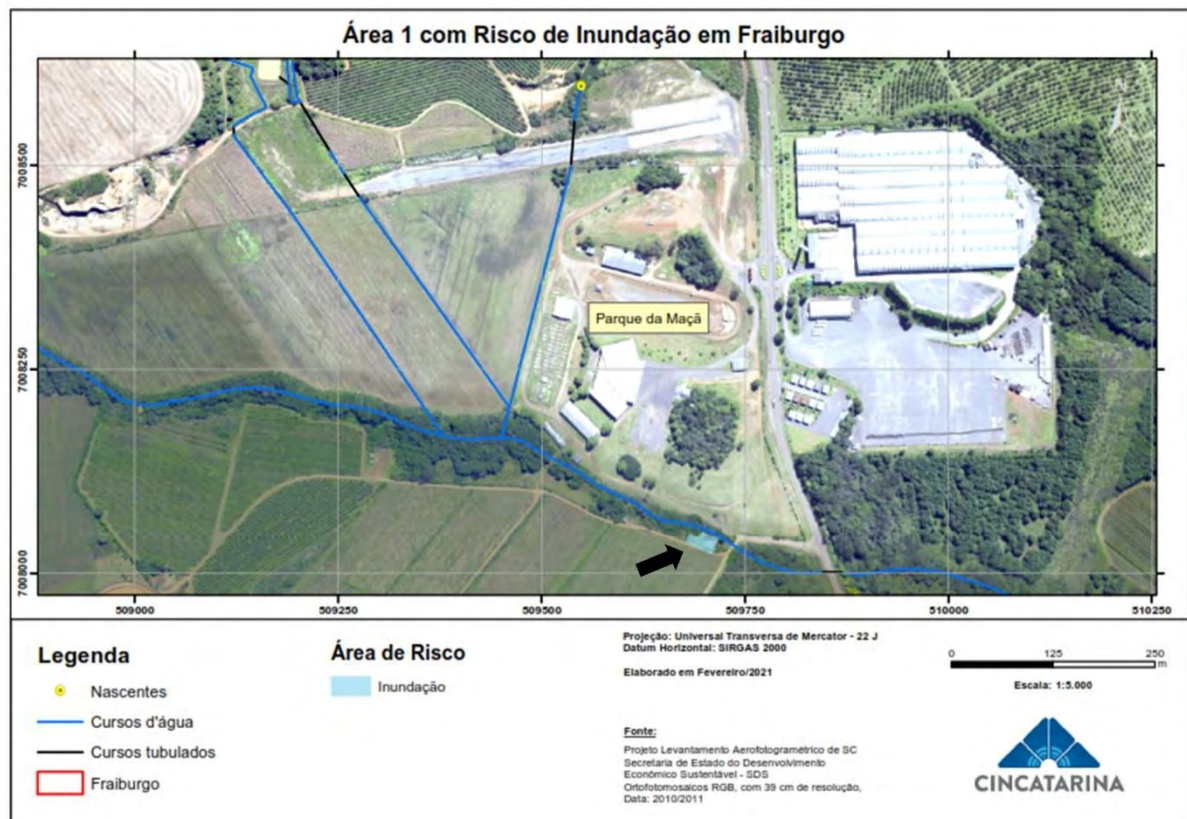 Área 1 com Risco de Inundação em Fraiburgo
N
7008500
7008250
7008000
Parque da Maçã
509000
509250
509500
509750
510000
510250
Legenda
Nascentes
Cursos d'água
Cursos tubulados
Fraiburgo
Área de Risco
Inundação
Projeção: Universal Transversa de Mercator - 22 J
Datum Horizontal: SIRGAS 2000
Elaborado em Fevereiro/2021
Fonte:
Projeto Levantamento Aerofotogramétrico de SC
Secretaria de Estado do Desenvolvimento
Econômico Sustentável - SDS
Ortofotomosaicos RGB, com 39 cm de resolução,
Data: 2010/2011
0 125 250
m
Escala: 1:5.000
CINCATARINA